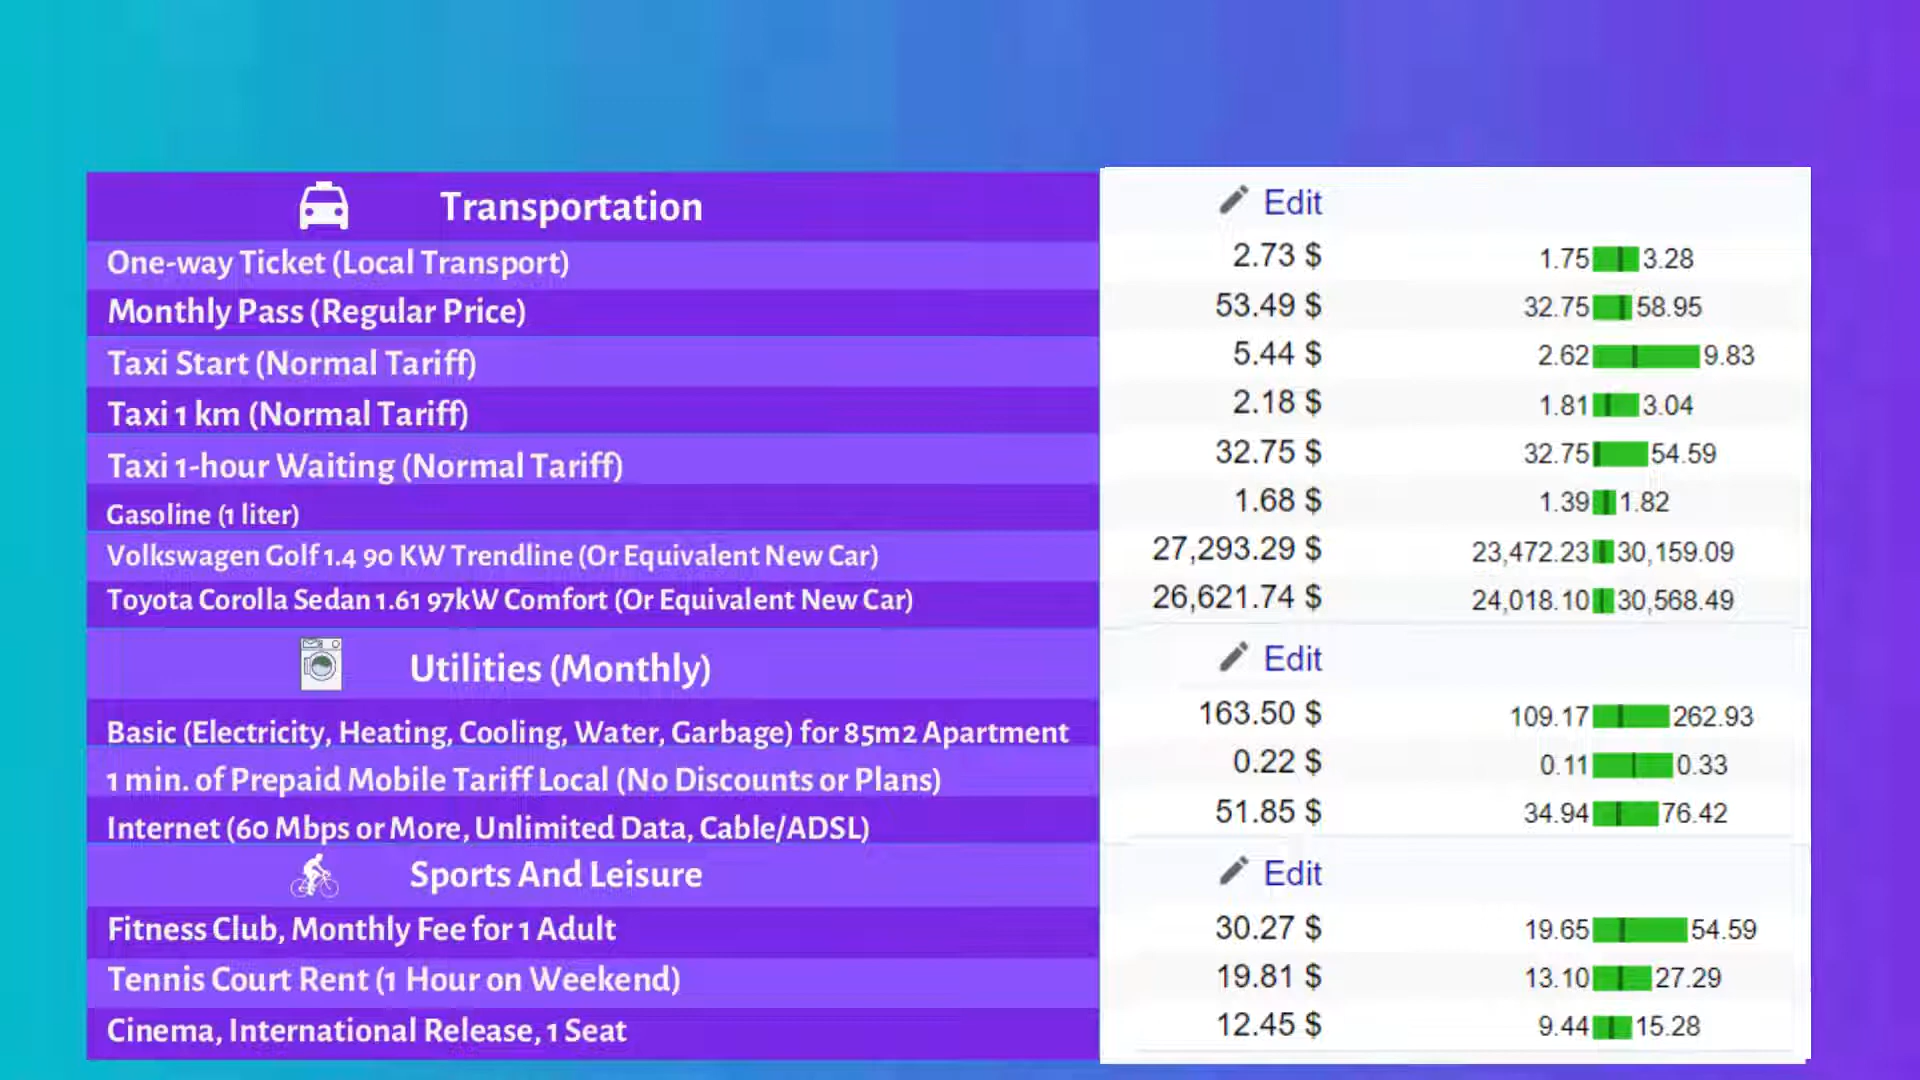 Transportation Edit
One-way Ticket (Local Transport) 2.73 $ 1.75 3.28
Monthly Pass (Regular Price) 53.49 $ 32.75 58.95
Taxi Start (Normal Tariff) 5.44 $ 2.62 9.83
Taxi 1 km (Normal Tariff) 2.18 $ 1.81 3.04
Taxi 1-hour Waiting (Normal Tariff) 32.75 $ 32.75 54.59
Gasoline (1 liter) 1.68 $ 1.39 1.82
Volkswagen Golf 1.4 90 KW Trendline (Or Equivalent New Car) 27,293.29 $ 23,472.23 30,159.09
Toyota Corolla Sedan 1.61 97kW Comfort (Or Equivalent New Car) 26,621.74 $ 24,018.10 30,568.49
Utilities (Monthly) Edit
Basic (Electricity, Heating, Cooling, Water, Garbage) for 85m2 Apartment 163.50 $ 109.17 262.93
1 min. of Prepaid Mobile Tariff Local (No Discounts or Plans) 0.22 $ 0.11 0.33
Internet (60 Mbps or More, Unlimited Data, Cable/ADSL) 51.85 $ 34.94 76.42
Sports And Leisure Edit
Fitness Club, Monthly Fee for 1 Adult 30.27 $ 19.65 54.59
Tennis Court Rent (1 Hour on Weekend) 19.81 $ 13.10 27.29
Cinema, International Release, 1 Seat 12.45 $ 9.44 15.28